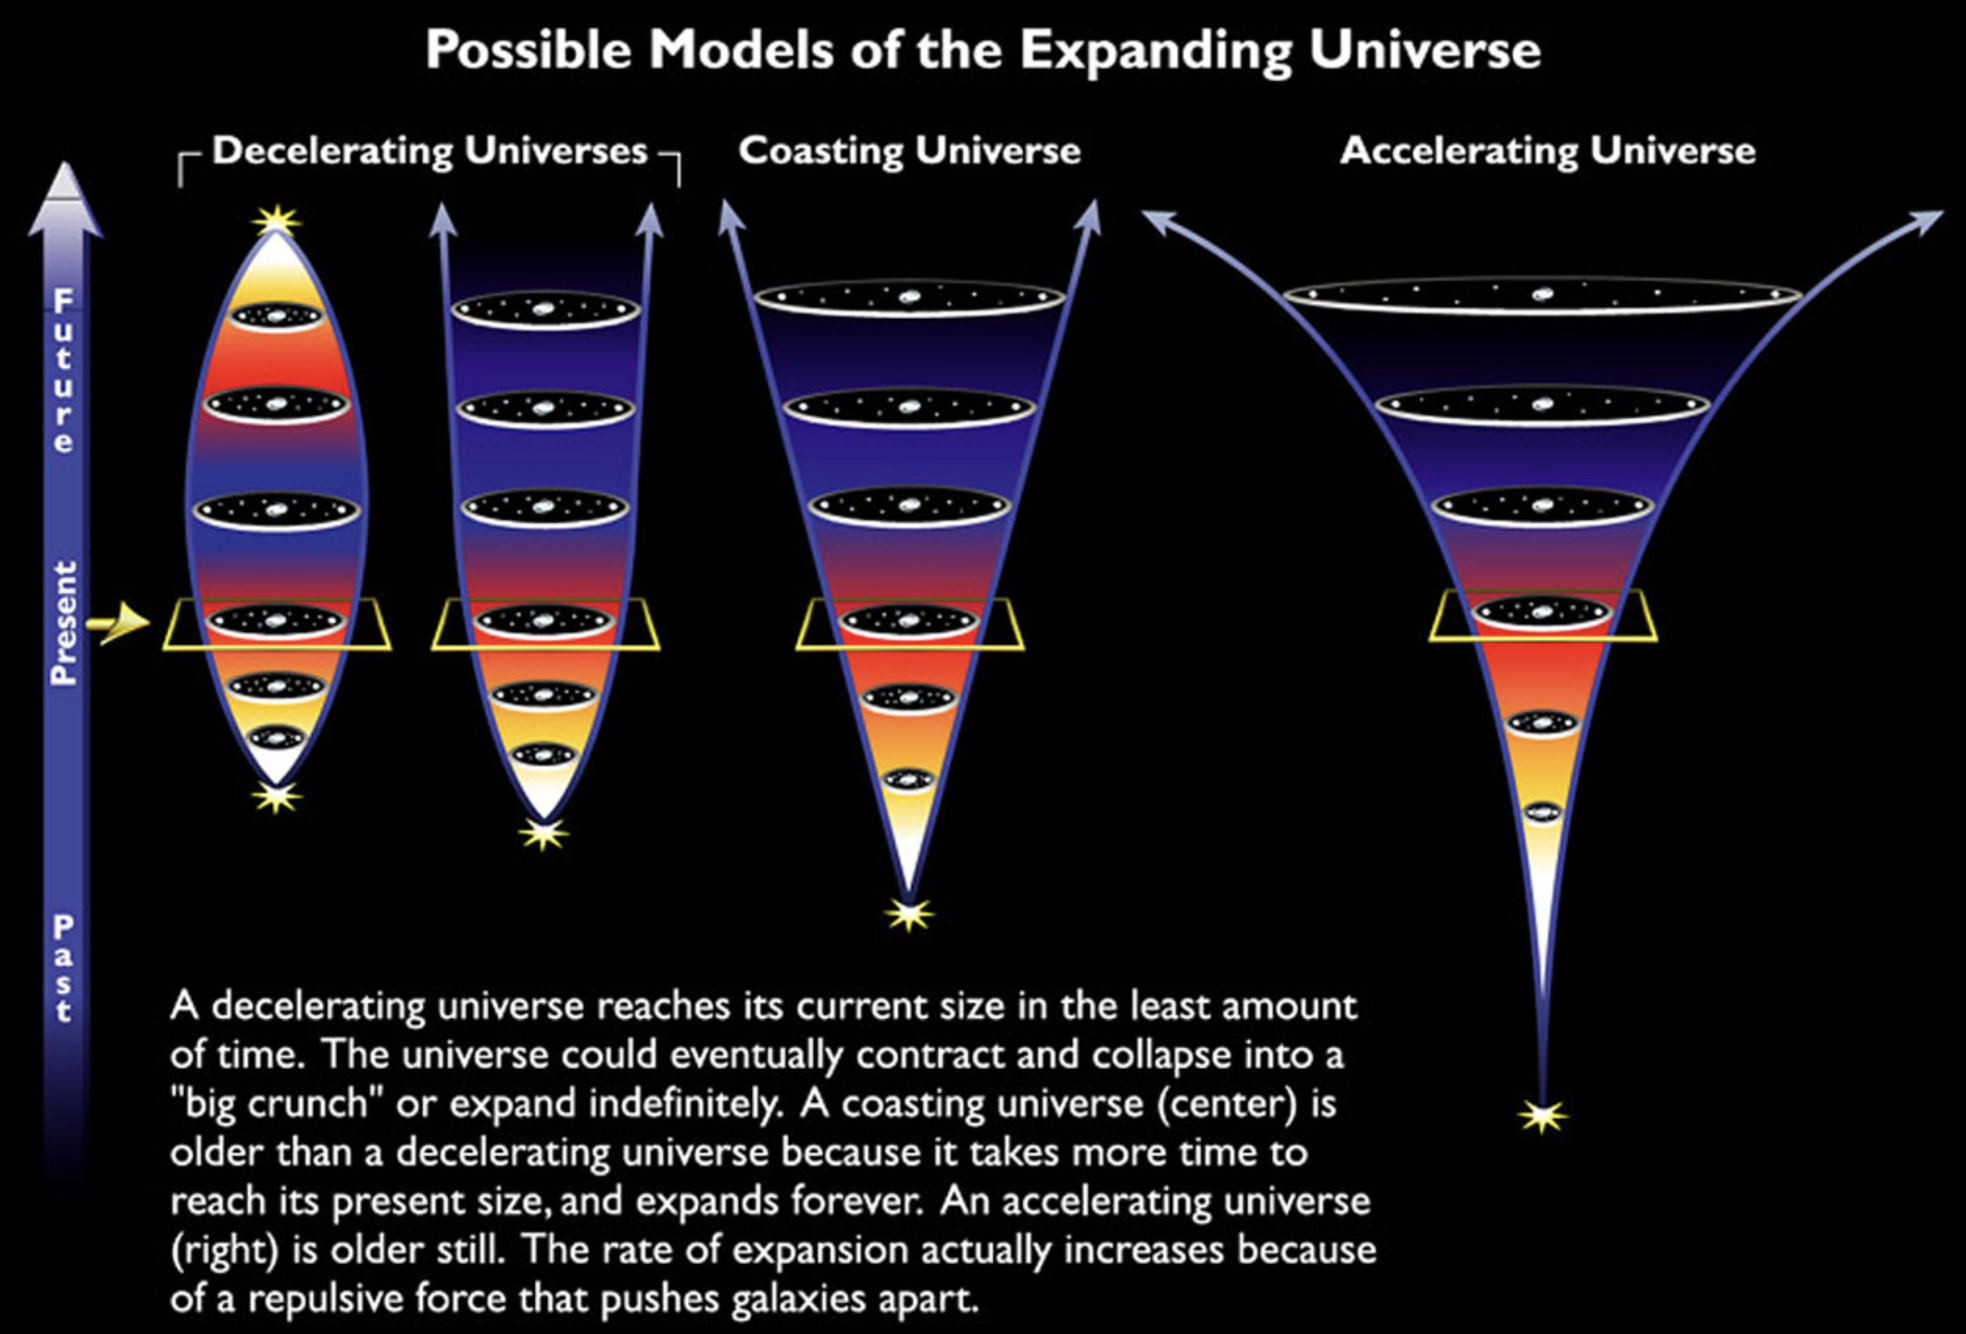 Possible Models of the Expanding Universe
Decelerating Universes
Coasting Universe
Accelerating Universe
Future
Present
Past
A decelerating universe reaches its current size in the least amount
of time. The universe could eventually contract and collapse into a
"big crunch" or expand indefinitely. A coasting universe (center) is
older than a decelerating universe because it takes more time to
reach its present size, and expands forever. An accelerating universe
(right) is older still. The rate of expansion actually increases because
of a repulsive force that pushes galaxies apart.